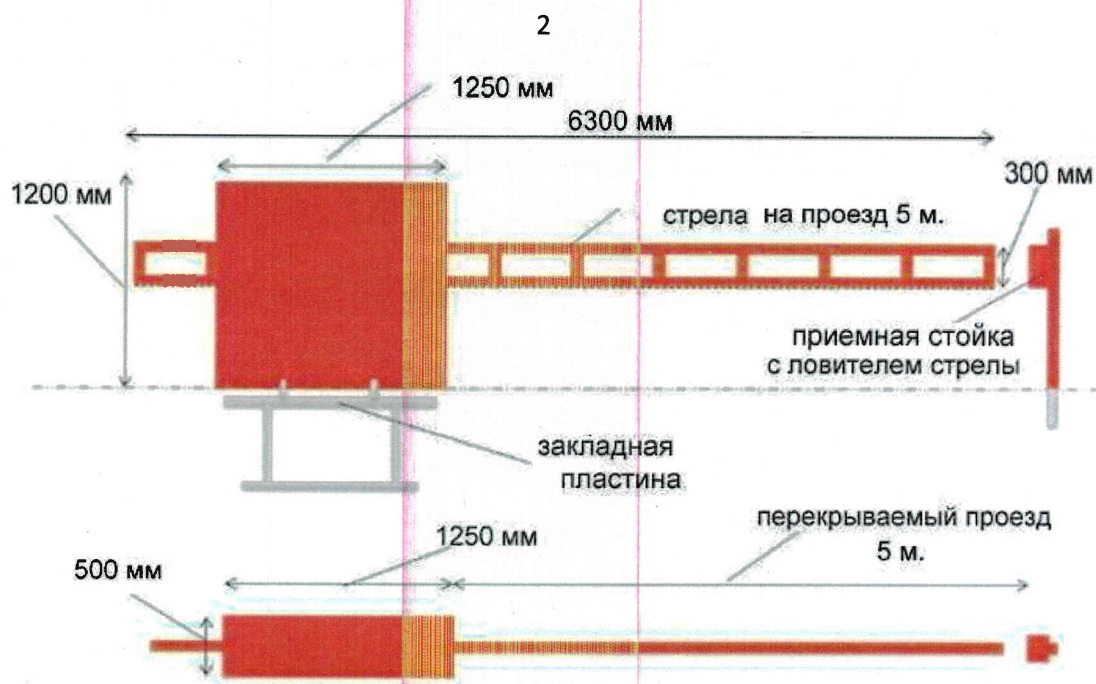 2
1250 мм
6300 мм
1200 мм
300 мм
стрела на проезд 5 м.
приемная стойка
с ловителем стрелы
закладная
пластина
перекрываемый проезд
5 м.
1250 мм
500 мм